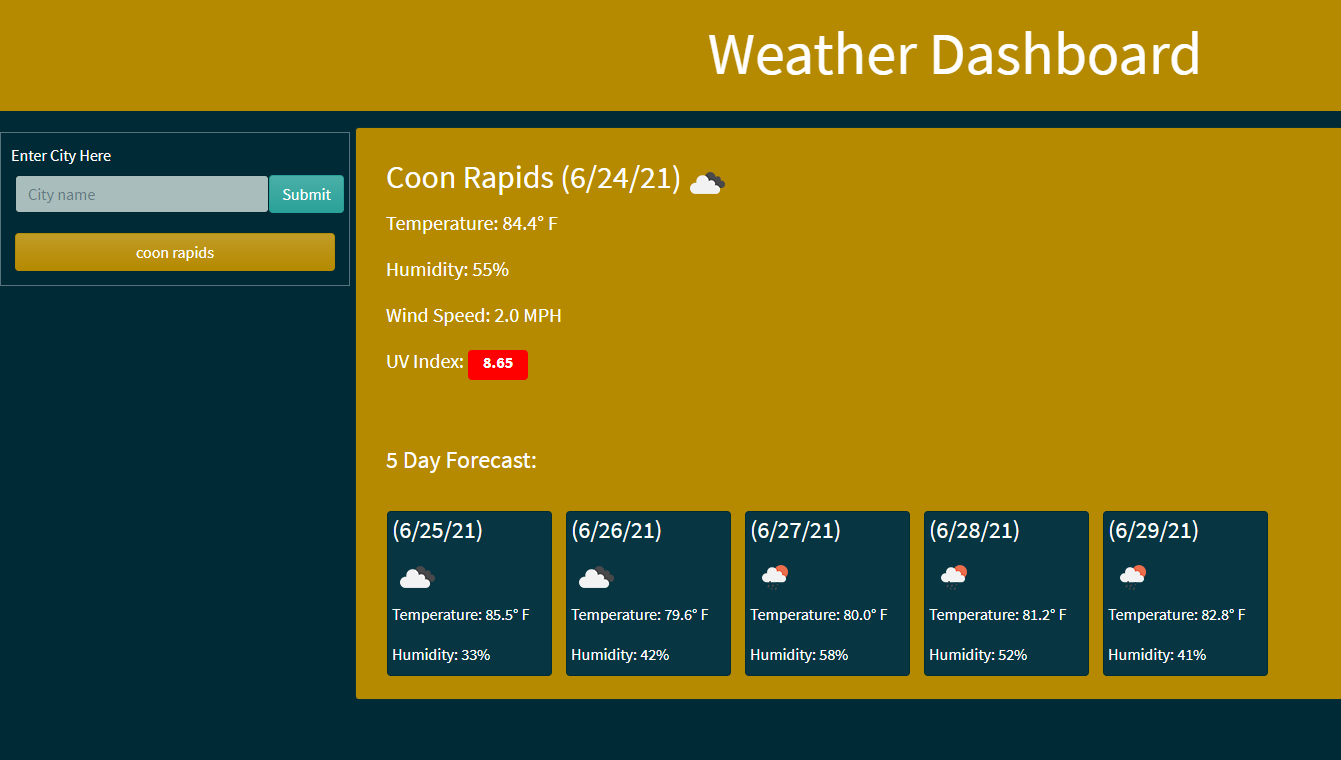 Weather Dashboard
Enter City Here
City name
Submit
coon rapids
Coon Rapids (6/24/21)
Temperature: 84.4° F
Humidity: 55%
Wind Speed: 2.0 MPH
UV Index: 8.65
5 Day Forecast:
(6/25/21)
Temperature: 85.5° F
Humidity: 33%
(6/26/21)
Temperature: 79.6° F
Humidity: 42%
(6/27/21)
Temperature: 80.0° F
Humidity: 58%
(6/28/21)
Temperature: 81.2° F
Humidity: 52%
(6/29/21)
Temperature: 82.8° F
Humidity: 41%